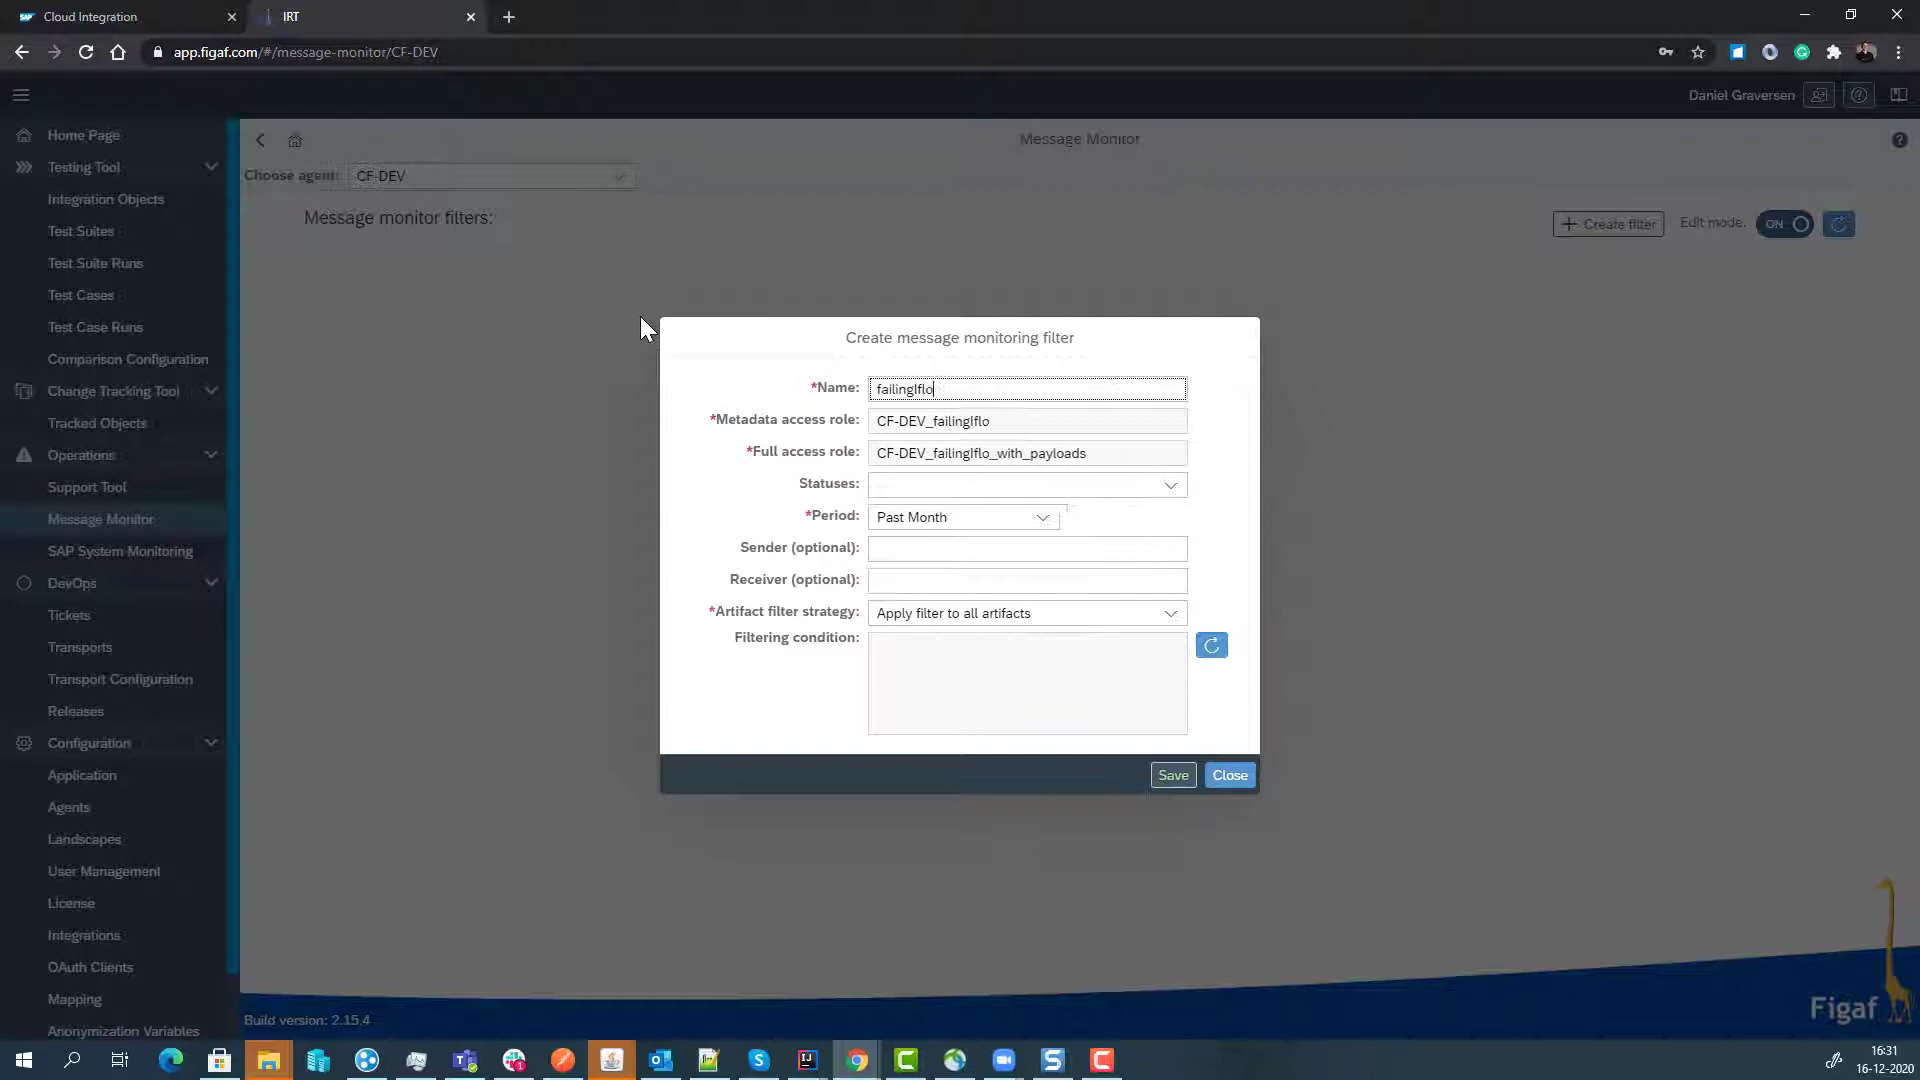 Cloud Integration
IRT
app.figaf.com/#/message-monitor/CF-DEV
Daniel Graversen
Home Page
Testing Tool
Integration Objects
Test Suites
Test Suite Runs
Test Cases
Test Case Runs
Comparison Configuration
Change Tracking Tool
Tracked Objects
Operations
Support Tool
Message Monitor
SAP System Monitoring
DevOps
Tickets
Transports
Transport Configuration
Releases
Configuration
Application
Agents
Landscapes
User Management
License
Integrations
OAuth Clients
Mapping
Anonymization Variables
Message Monitor
Choose agent: CF-DEV
Message monitor filters:
Create filter Edit mode: ON
Create message monitoring filter
*Name: failingIflo
*Metadata access role: CF-DEV_failingIflo
*Full access role: CF-DEV_failingIflo_with_payloads
Statuses:
*Period: Past Month
Sender (optional):
Receiver (optional):
*Artifact filter strategy: Apply filter to all artifacts
Filtering condition:
Save Close
Build version: 2.15.4
Figaf
16:31
16-12-2020